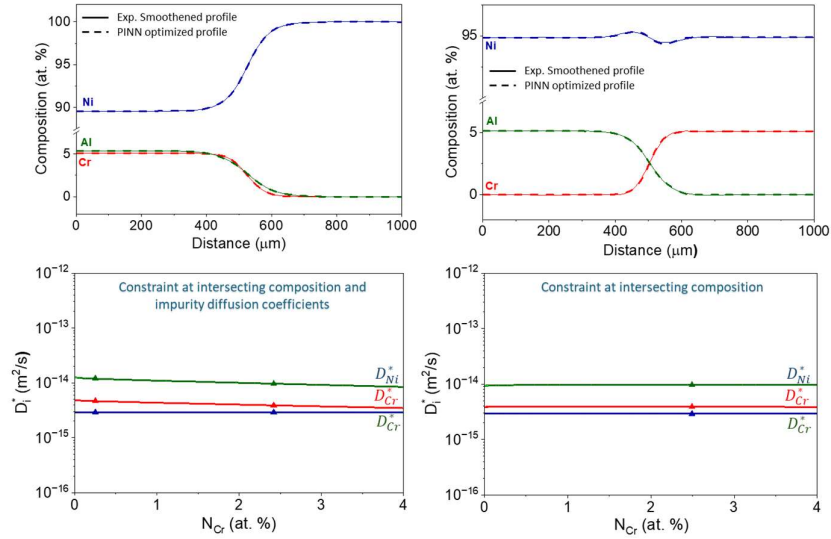 100
Exp. Smoothened profile
PINN optimized profile
95
Ni
90
Al
5
Cr
0
Composition (at. %)
0 200 400 600 800 1000
Distance (μm)
95
Ni
Exp. Smoothened profile
PINN optimized profile
Al
5
Cr
0
Composition (at. %)
0 200 400 600 800 1000
Distance (μm)
10⁻¹²
Constraint at intersecting composition and
impurity diffusion coefficients
10⁻¹³
10⁻¹⁴
10⁻¹⁵
10⁻¹⁶
D*Ni
D*Cr
D*Cr
Di* (m²/s)
0 1 2 3 4
NCr (at. %)
10⁻¹²
Constraint at intersecting composition
10⁻¹³
10⁻¹⁴
10⁻¹⁵
10⁻¹⁶
D*Ni
D*Cr
D*Cr
Di* (m²/s)
0 1 2 3 4
NCr (at. %)